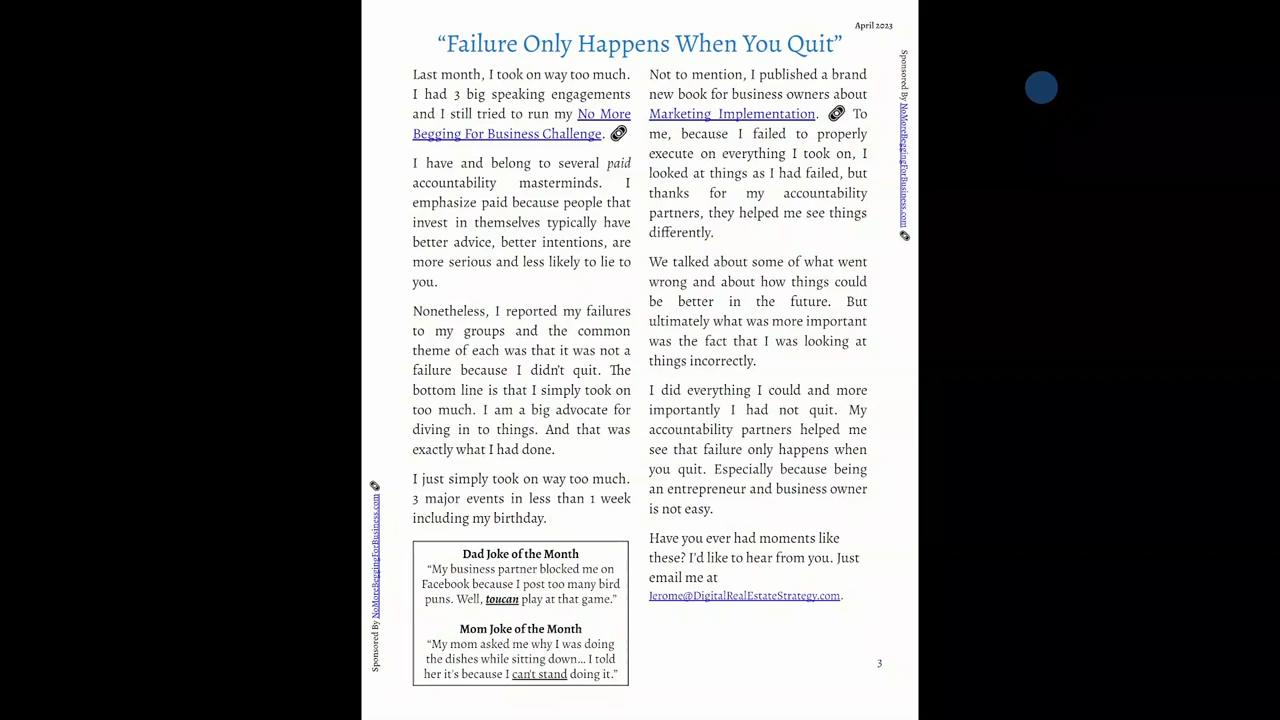 April 2023
“Failure Only Happens When You Quit”
Last month, I took on way too much.
I had 3 big speaking engagements
and I still tried to run my No More
Begging For Business Challenge.
I have and belong to several paid
accountability masterminds. I
emphasize paid because people that
invest in themselves typically have
better advice, better intentions, are
more serious and less likely to lie to
you.
Nonetheless, I reported my failures
to my groups and the common
theme of each was that it was not a
failure because I didn't quit. The
bottom line is that I simply took on
too much. I am a big advocate for
diving in to things. And that was
exactly what I had done.
I just simply took on way too much.
3 major events in less than 1 week
including my birthday.
Dad Joke of the Month
“My business partner blocked me on
Facebook because I post too many bird
puns. Well, toucan play at that game.”
Mom Joke of the Month
“My mom asked me why I was doing
the dishes while sitting down... I told
her it's because I can't stand doing it.”
Not to mention, I published a brand
new book for business owners about
Marketing Implementation. To
me, because I failed to properly
execute on everything I took on, I
looked at things as I had failed, but
thanks for my accountability
partners, they helped me see things
differently.
We talked about some of what went
wrong and about how things could
be better in the future. But
ultimately what was more important
was the fact that I was looking at
things incorrectly.
I did everything I could and more
importantly I had not quit. My
accountability partners helped me
see that failure only happens when
you quit. Especially because being
an entrepreneur and business owner
is not easy.
Have you ever had moments like
these? I'd like to hear from you. Just
email me at
Jerome@DigitalRealEstateStrategy.com.
3
Sponsored By NoMoreBeggingForBusiness.com
Sponsored By NoMoreBeggingForBusiness.com